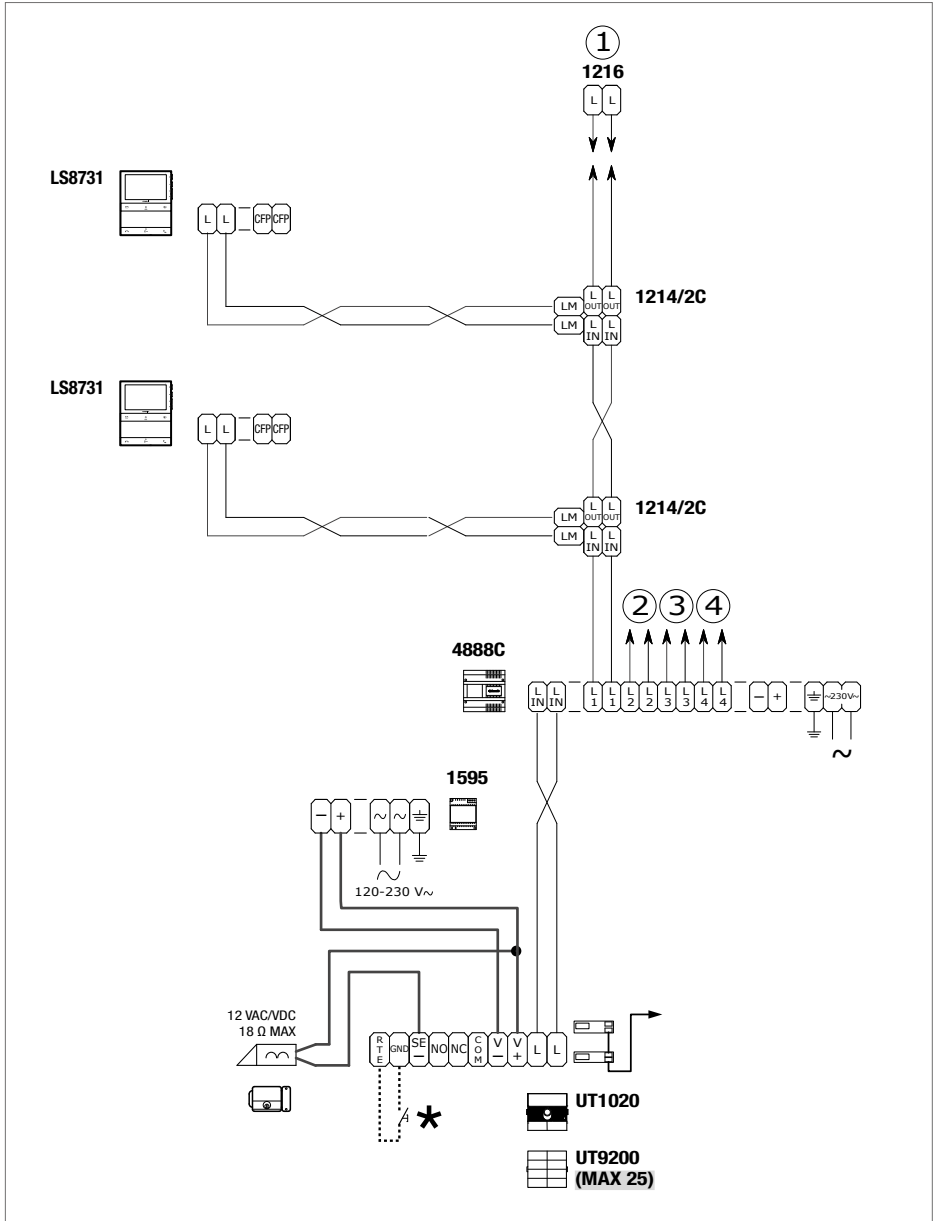 ①
1216
L L
LS8731
L L CFP CFP
LM L OUT L OUT
LM L IN L IN
1214/2C
LS8731
L L CFP CFP
LM L OUT L OUT
LM L IN L IN
1214/2C
② ③ ④
4888C
L IN L IN L 1 L 1 L 2 L 2 L 3 L 3 L 4 L 4 − + ~230V~
~
1595
− + ~ ~
120-230 V~
12 VAC/VDC
18 Ω MAX
RTE GND SE − NO NC COM V − V + L L
*
UT1020
UT9200
(MAX 25)